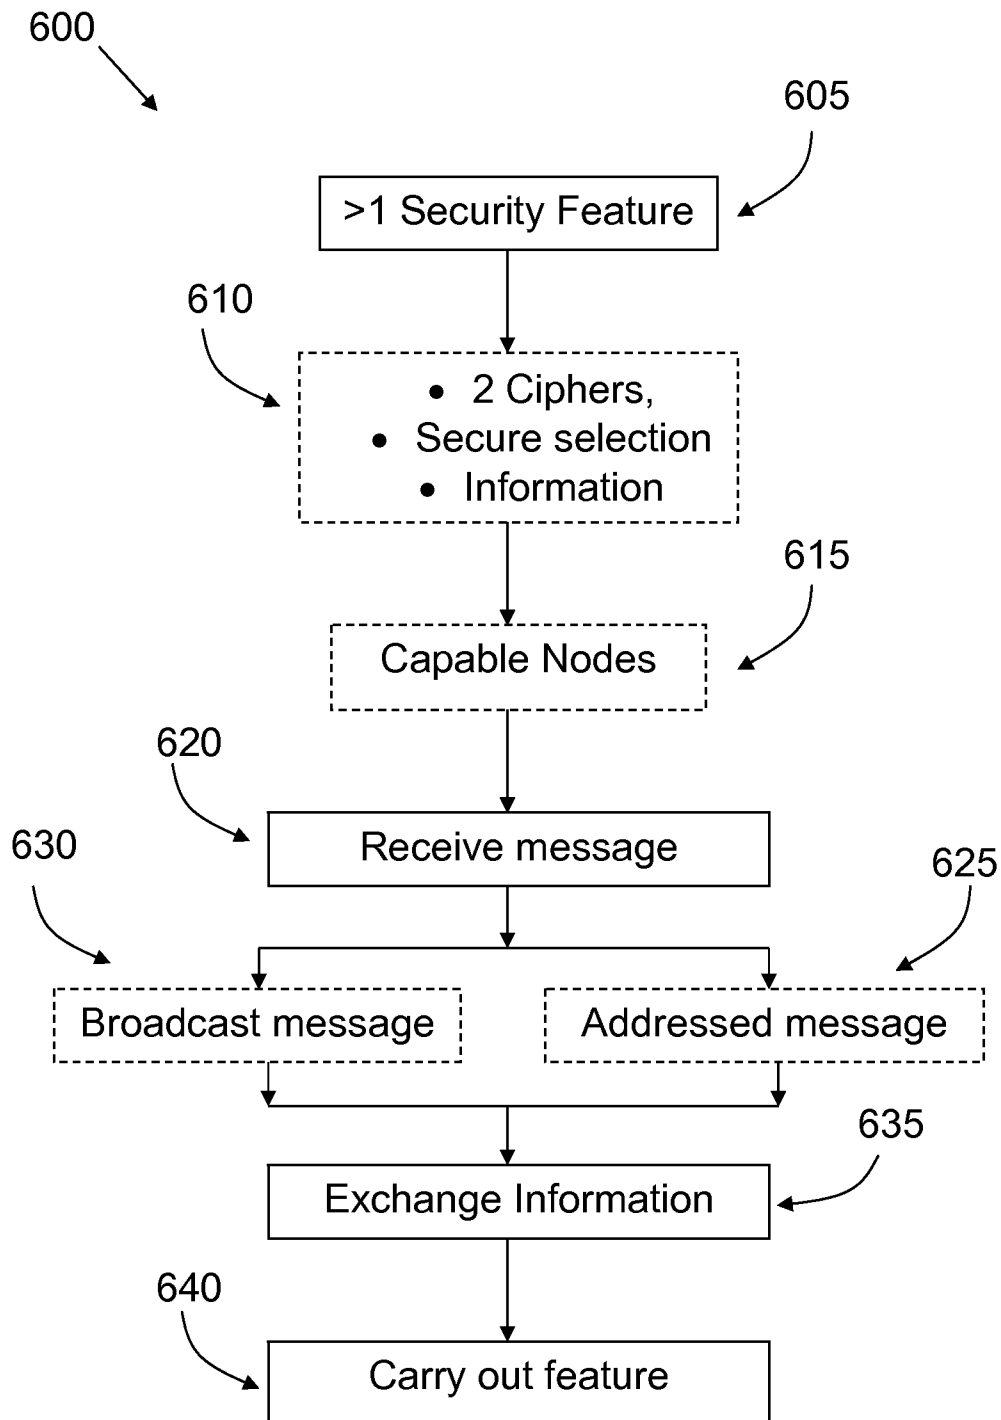 600
605
>1 Security Feature
610
• 2 Ciphers,
• Secure selection
• Information
615
Capable Nodes
620
Receive message
630
625
Broadcast message
Addressed message
635
Exchange Information
640
Carry out feature